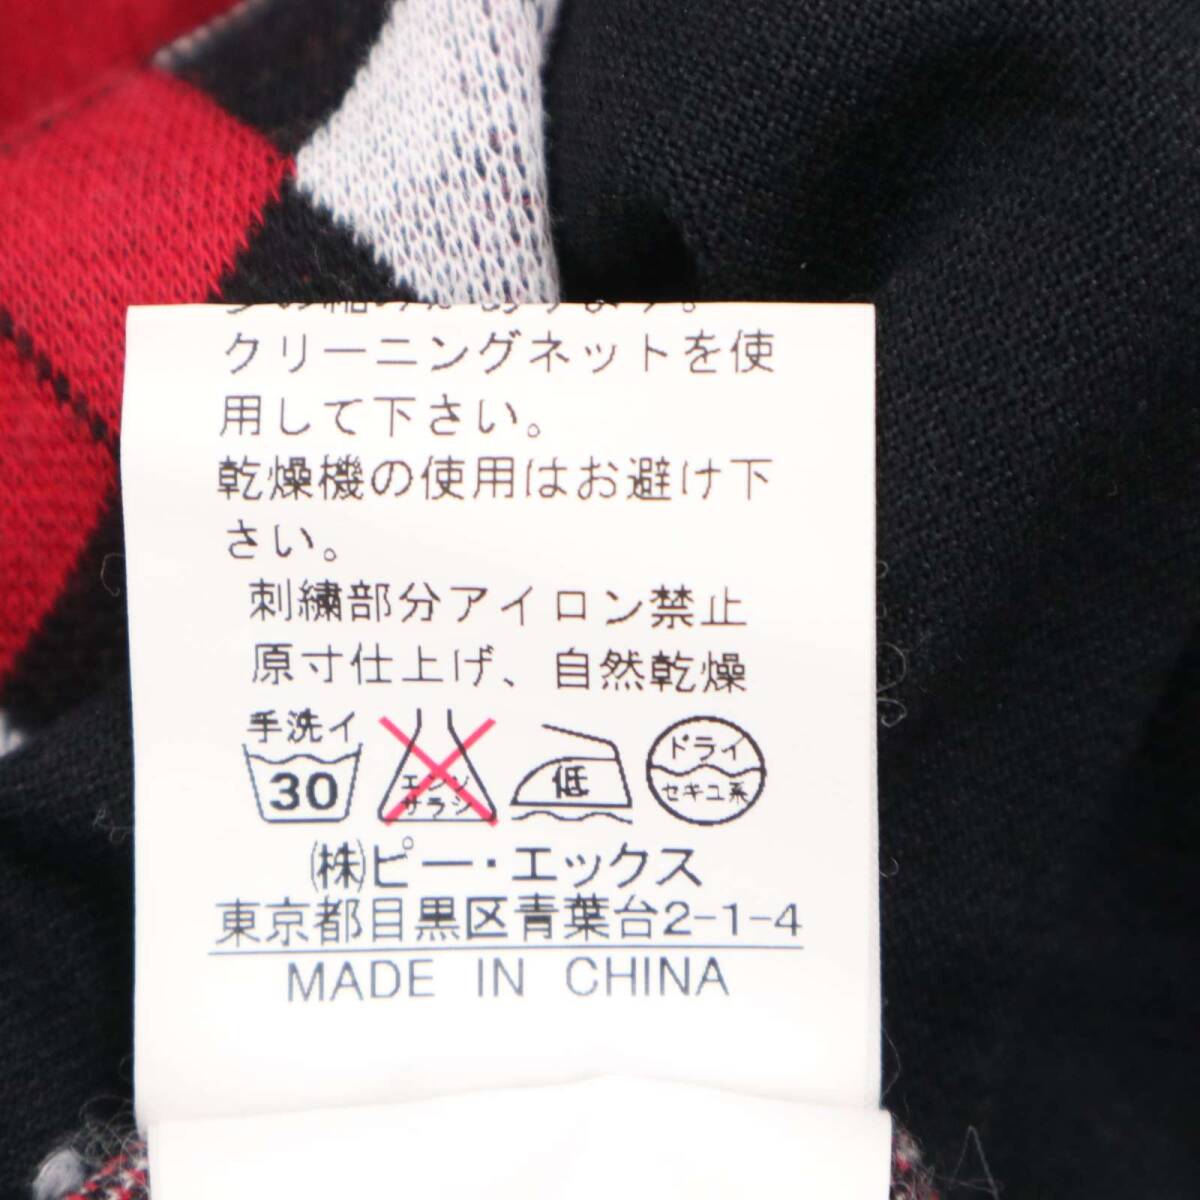 クリーニングネットを使
用して下さい。
乾燥機の使用はお避け下
さい。
刺繍部分アイロン禁止
原寸仕上げ、自然乾燥
手洗イ
30
エンソ
サラシ
低
ドライ
セキユ系
㈱ピー・エックス
東京都目黒区青葉台2-1-4
MADE IN CHINA